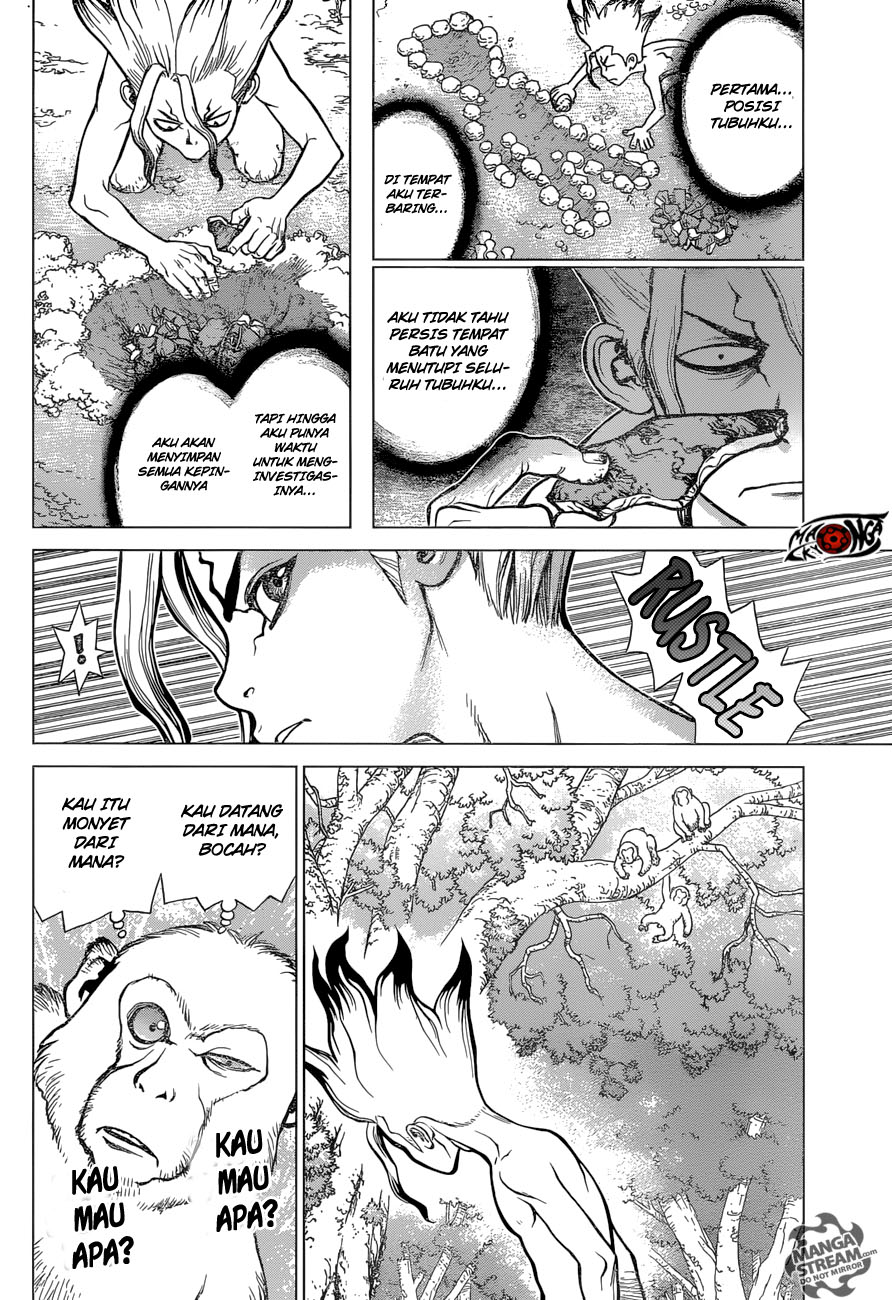 PERTAMA...
POSISI
TUBUHKU...
DI TEMPAT
AKU TER-
BARING...
AKU TIDAK TAHU
PERSIS TEMPAT
BATU YANG
MENUTUPI SELU-
RUH TUBUHKU...
TAPI HINGGA
AKU PUNYA
WAKTU
UNTUK MENG-
INVESTIGAS-
INYA...
AKU AKAN
MENYIMPAN
SEMUA KEPIN-
GANNYA
RUSTLE
!
KAU DATANG
DARI MANA,
BOCAH?
KAU ITU
MONYET
DARI
MANA?
KAU
MAU
APA?
KAU
MAU
APA?
MANGA
STREAM.com
DO NOT MIRROR!